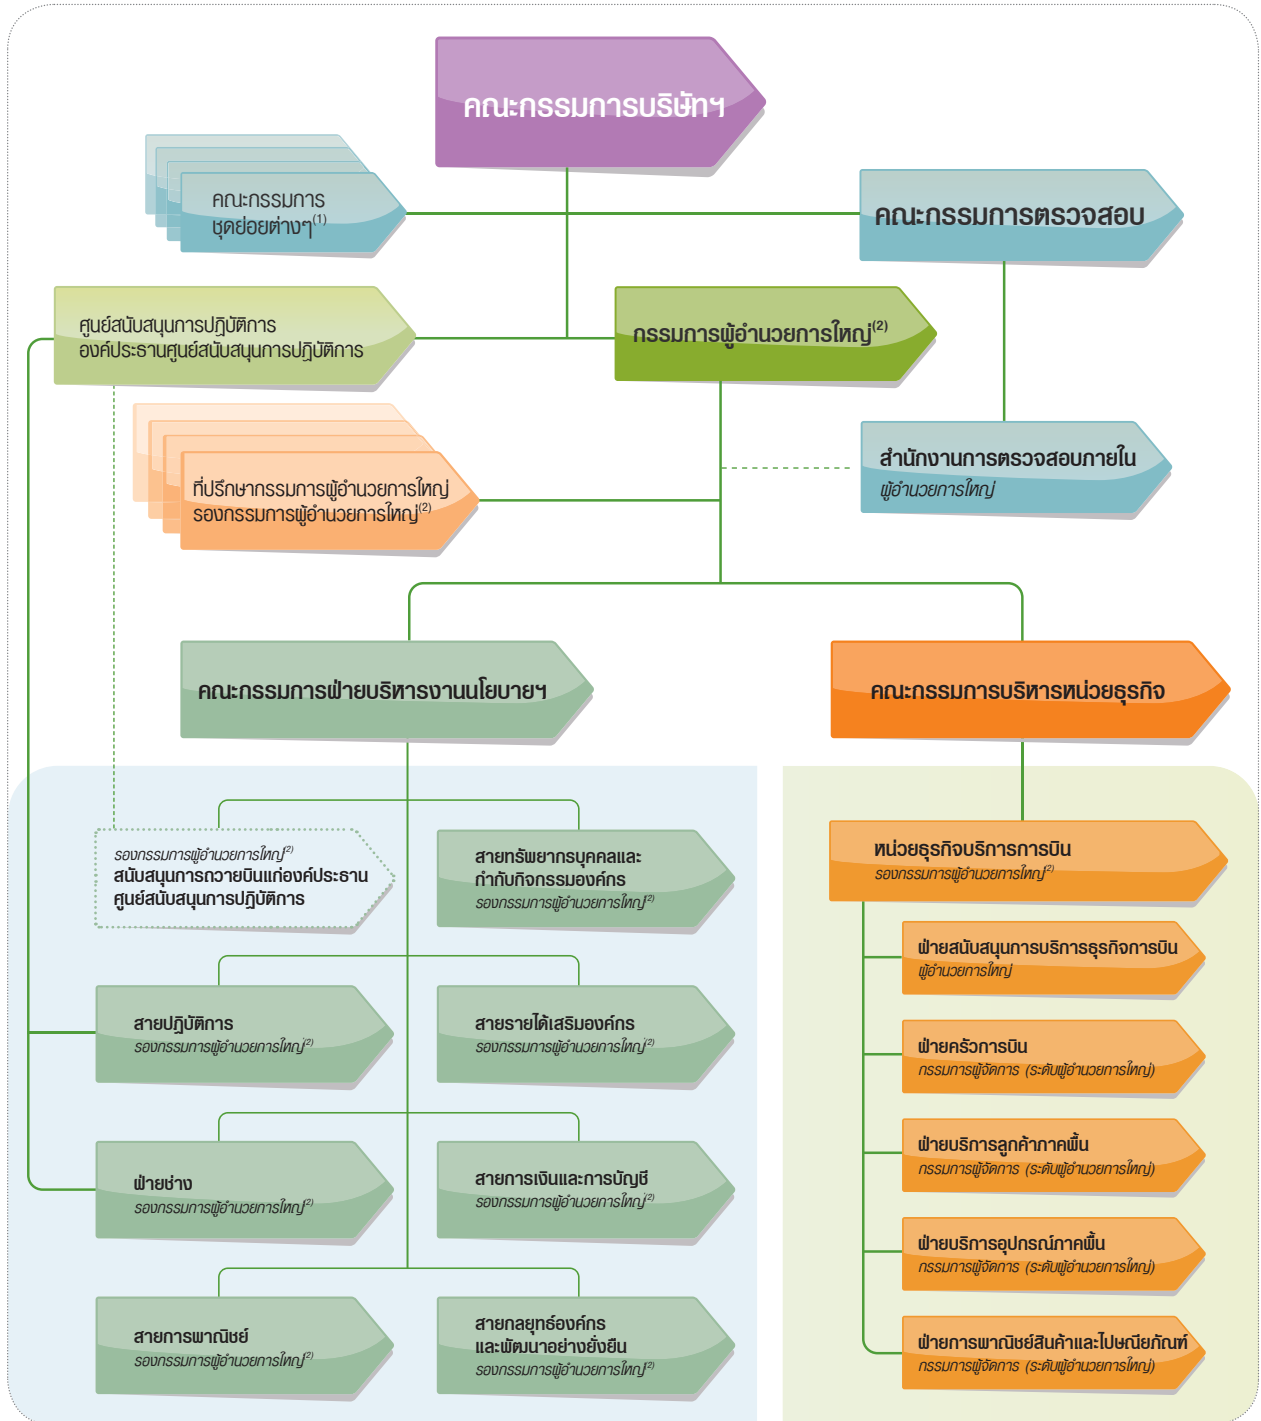 คณะกรรมการบริษัทฯ
คณะกรรมการ
ชุดย่อยต่างๆ(1)
คณะกรรมการตรวจสอบ
ศูนย์สนับสนุนการปฏิบัติการ
องค์ประธานศูนย์สนับสนุนการปฏิบัติการ
กรรมการผู้อำนวยการใหญ่(2)
ที่ปรึกษากรรมการผู้อำนวยการใหญ่
รองกรรมการผู้อำนวยการใหญ่(2)
สำนักงานการตรวจสอบภายใน
ผู้อำนวยการใหญ่
คณะกรรมการฝ่ายบริหารงานนโยบายฯ
คณะกรรมการบริหารหน่วยธุรกิจ
รองกรรมการผู้อำนวยการใหญ่2)
สนับสนุนการถวายบินแก่องค์ประธาน
ศูนย์สนับสนุนการปฏิบัติการ
สายทรัพยากรบุคคลและ
กำกับกิจกรรมองค์กร
รองกรรมการผู้อำนวยการใหญ่2)
สายปฏิบัติการ
รองกรรมการผู้อำนวยการใหญ่2)
สายรายได้เสริมองค์กร
รองกรรมการผู้อำนวยการใหญ่2)
ฝ่ายช่าง
รองกรรมการผู้อำนวยการใหญ่2)
สายการเงินและการบัญชี
รองกรรมการผู้อำนวยการใหญ่2)
สายการพาณิชย์
รองกรรมการผู้อำนวยการใหญ่2)
สายกลยุทธ์องค์กร
และพัฒนาอย่างยั่งยืน
รองกรรมการผู้อำนวยการใหญ่2)
หน่วยธุรกิจบริการการบิน
รองกรรมการผู้อำนวยการใหญ่2)
ฝ่ายสนับสนุนการบริการธุรกิจการบิน
ผู้อำนวยการใหญ่
ฝ่ายครัวการบิน
กรรมการผู้จัดการ (ระดับผู้อำนวยการใหญ่)
ฝ่ายบริการลูกค้าภาคพื้น
กรรมการผู้จัดการ (ระดับผู้อำนวยการใหญ่)
ฝ่ายบริการอุปกรณ์ภาคพื้น
กรรมการผู้จัดการ (ระดับผู้อำนวยการใหญ่)
ฝ่ายการพาณิชย์สินค้าและไปรษณียภัณฑ์
กรรมการผู้จัดการ (ระดับผู้อำนวยการใหญ่)